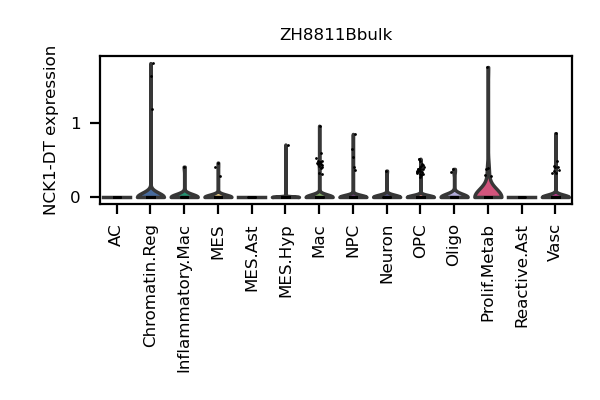 ZH8811Bbulk
NCK1-DT expression
1
0
AC
Chromatin.Reg
Inflammatory.Mac
MES
MES.Ast
MES.Hyp
Mac
NPC
Neuron
OPC
Oligo
Prolif.Metab
Reactive.Ast
Vasc